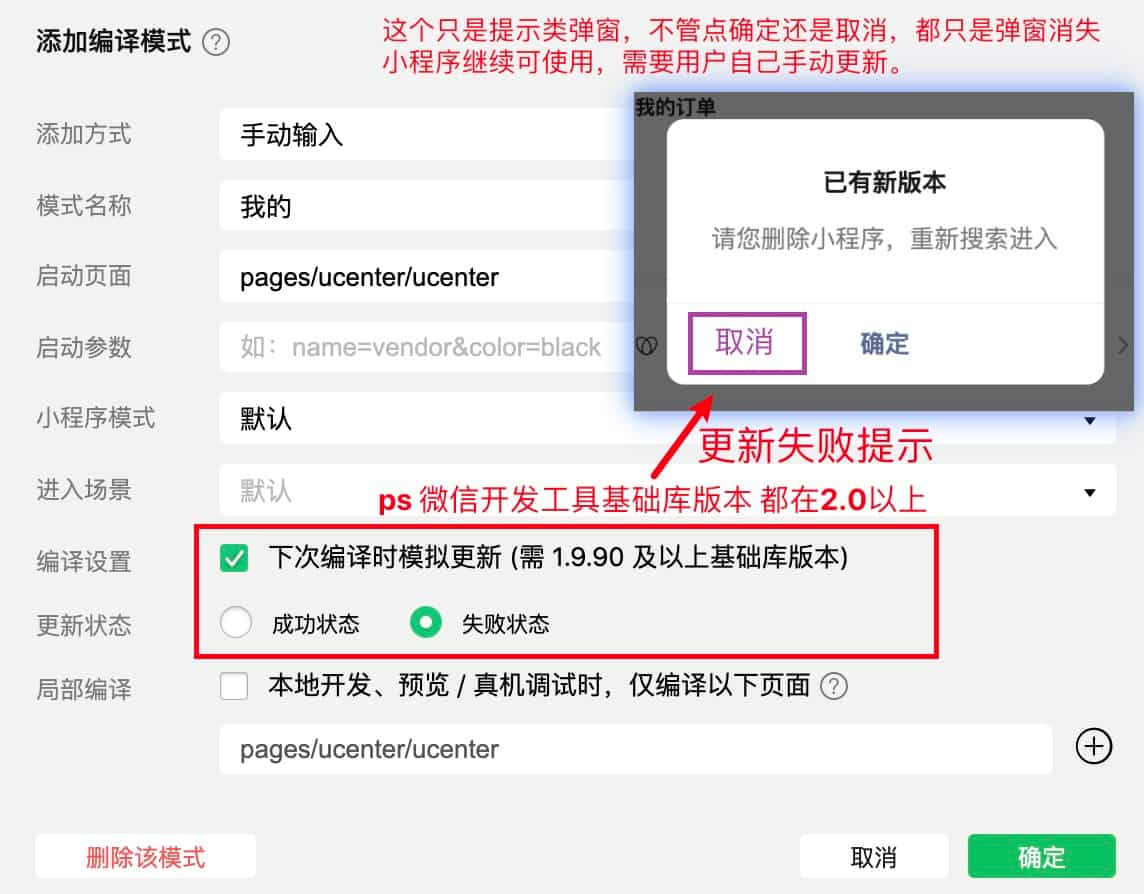 添加编译模式 ?
这个只是提示类弹窗，不管点确定还是取消，都只是弹窗消失
小程序继续可使用，需要用户自己手动更新。
添加方式
手动输入
模式名称
我的
启动页面
pages/ucenter/ucenter
启动参数
如：name=vendor&color=black
我的订单
已有新版本
请您删除小程序，重新搜索进入
取消
确定
小程序模式
默认
更新失败提示
进入场景
默认
ps 微信开发工具基础库版本 都在2.0以上
编译设置
下次编译时模拟更新 (需 1.9.90 及以上基础库版本)
更新状态
成功状态
失败状态
局部编译
本地开发、预览 / 真机调试时，仅编译以下页面 ?
pages/ucenter/ucenter
删除该模式
取消
确定